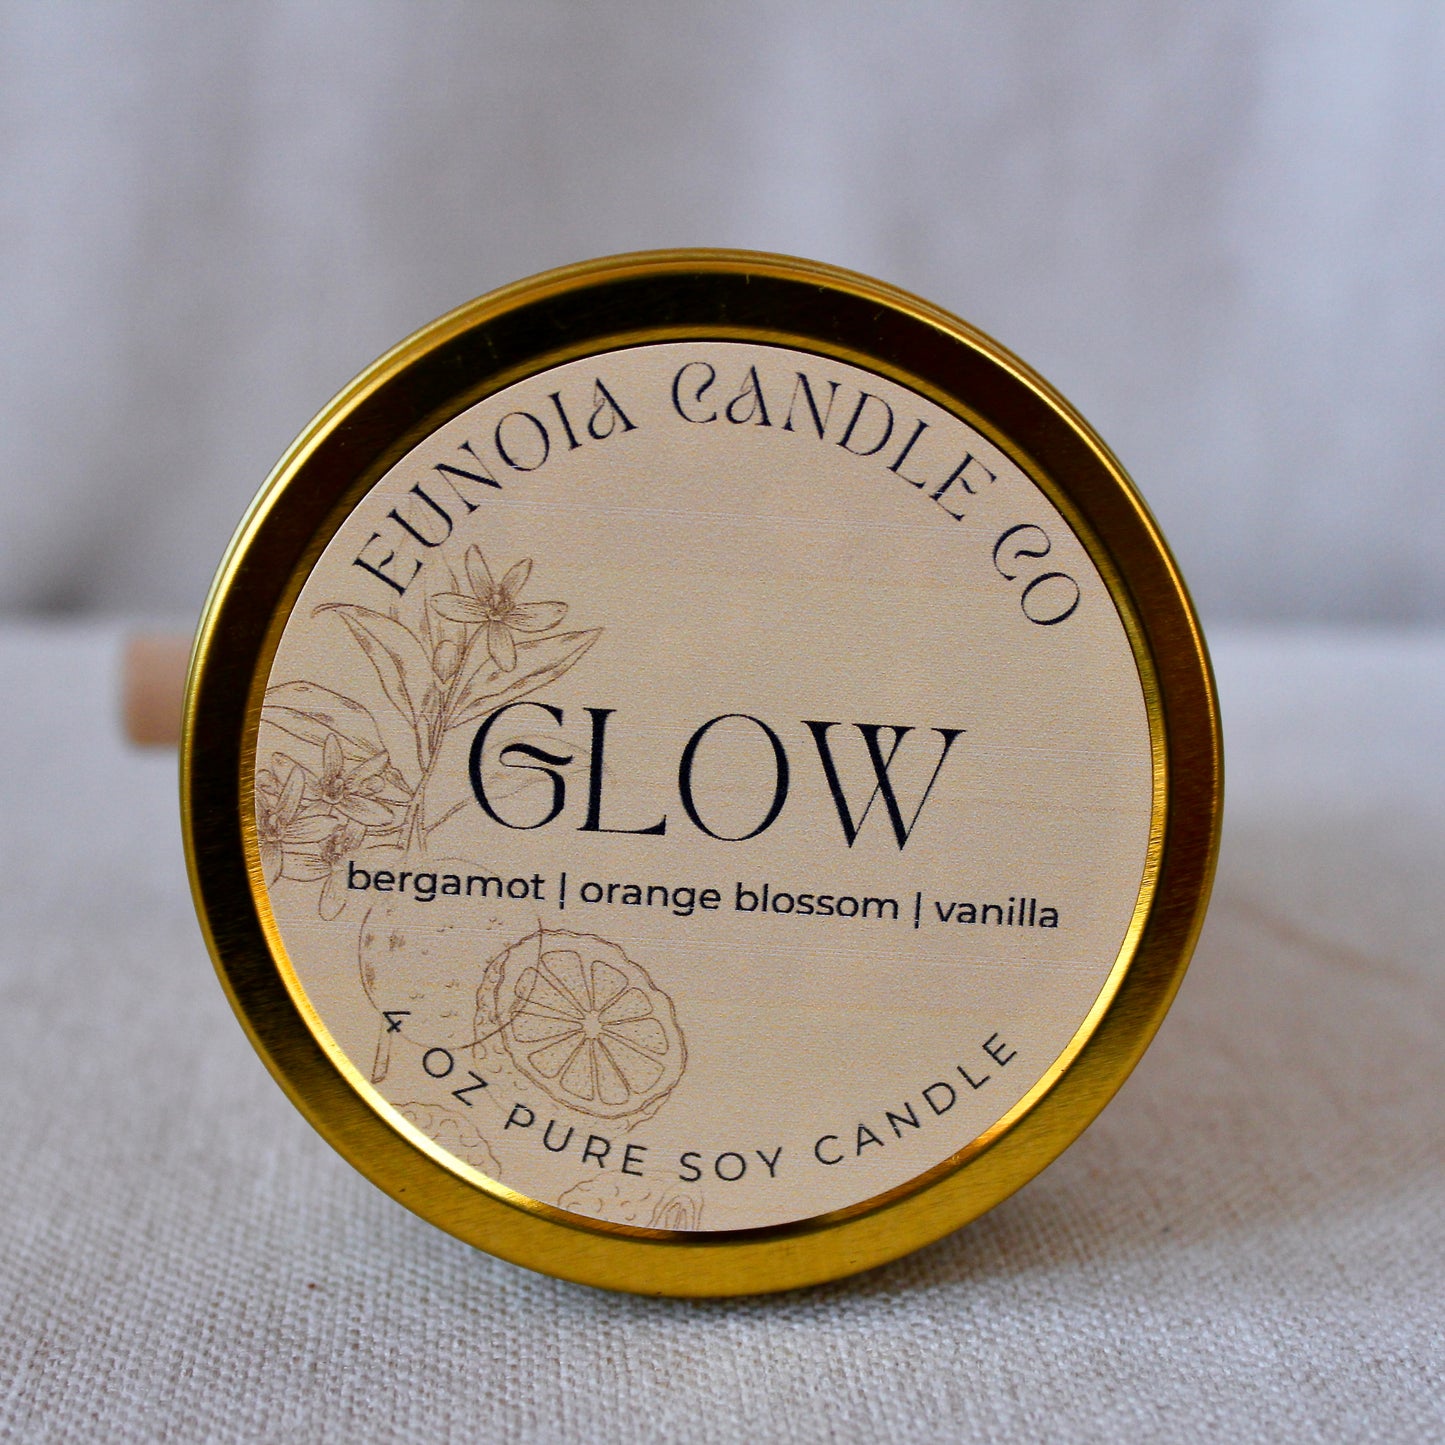 EUNOIA CANDLE CO
GLOW
bergamot | orange blossom | vanilla
4 OZ PURE SOY CANDLE